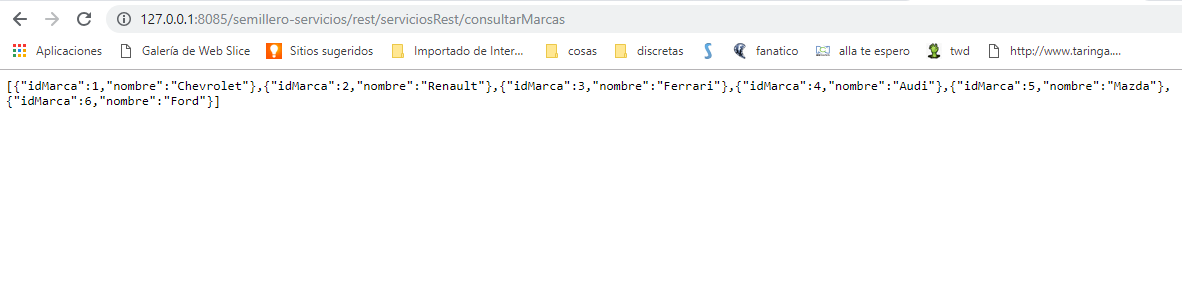 127.0.0.1:8085/semillero-servicios/rest/serviciosRest/consultarMarcas
Aplicaciones Galería de Web Slice Sitios sugeridos Importado de Inter... cosas discretas fanatico alla te espero twd http://www.taringa....
[{"idMarca":1,"nombre":"Chevrolet"},{"idMarca":2,"nombre":"Renault"},{"idMarca":3,"nombre":"Ferrari"},{"idMarca":4,"nombre":"Audi"},{"idMarca":5,"nombre":"Mazda"},
{"idMarca":6,"nombre":"Ford"}]